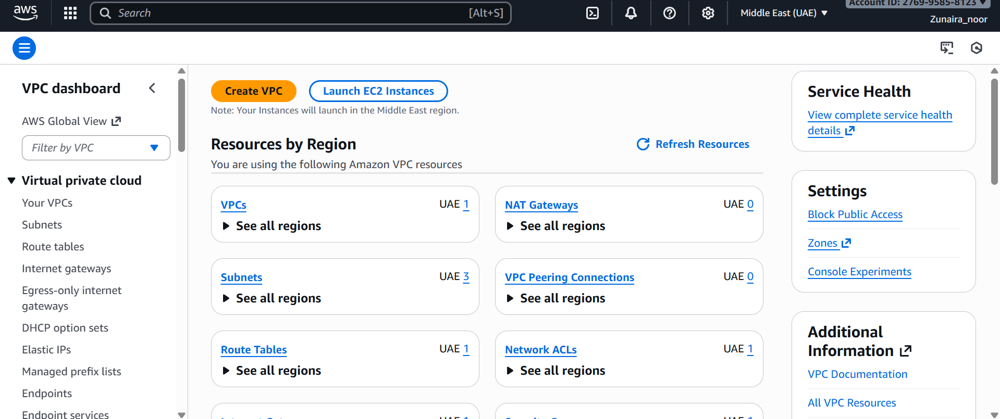 aws
Search
[Alt+S]
Middle East (UAE)
Account ID: 2769-9585-8123
Zunaira_noor
VPC dashboard
AWS Global View
Filter by VPC
Virtual private cloud
Your VPCs
Subnets
Route tables
Internet gateways
Egress-only internet
gateways
DHCP option sets
Elastic IPs
Managed prefix lists
Endpoints
Endpoint services
Create VPC
Launch EC2 Instances
Note: Your Instances will launch in the Middle East region.
Resources by Region
Refresh Resources
You are using the following Amazon VPC resources
VPCs
UAE 1
See all regions
NAT Gateways
UAE 0
See all regions
Subnets
UAE 3
See all regions
VPC Peering Connections
UAE 0
See all regions
Route Tables
UAE 1
See all regions
Network ACLs
UAE 1
See all regions
Service Health
View complete service health
details
Settings
Block Public Access
Zones
Console Experiments
Additional
Information
VPC Documentation
All VPC Resources